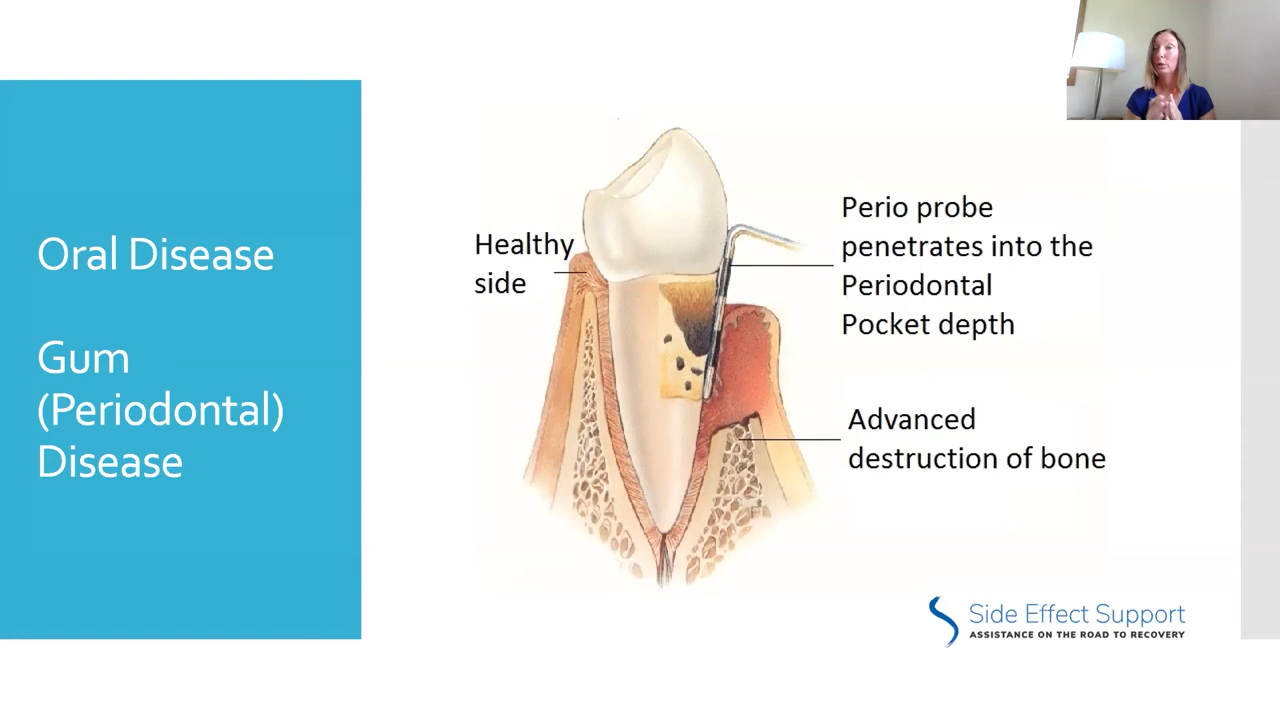 Oral Disease
Gum
(Periodontal)
Disease
Healthy
side
Perio probe
penetrates into the
Periodontal
Pocket depth
Advanced
destruction of bone
Side Effect Support
ASSISTANCE ON THE ROAD TO RECOVERY